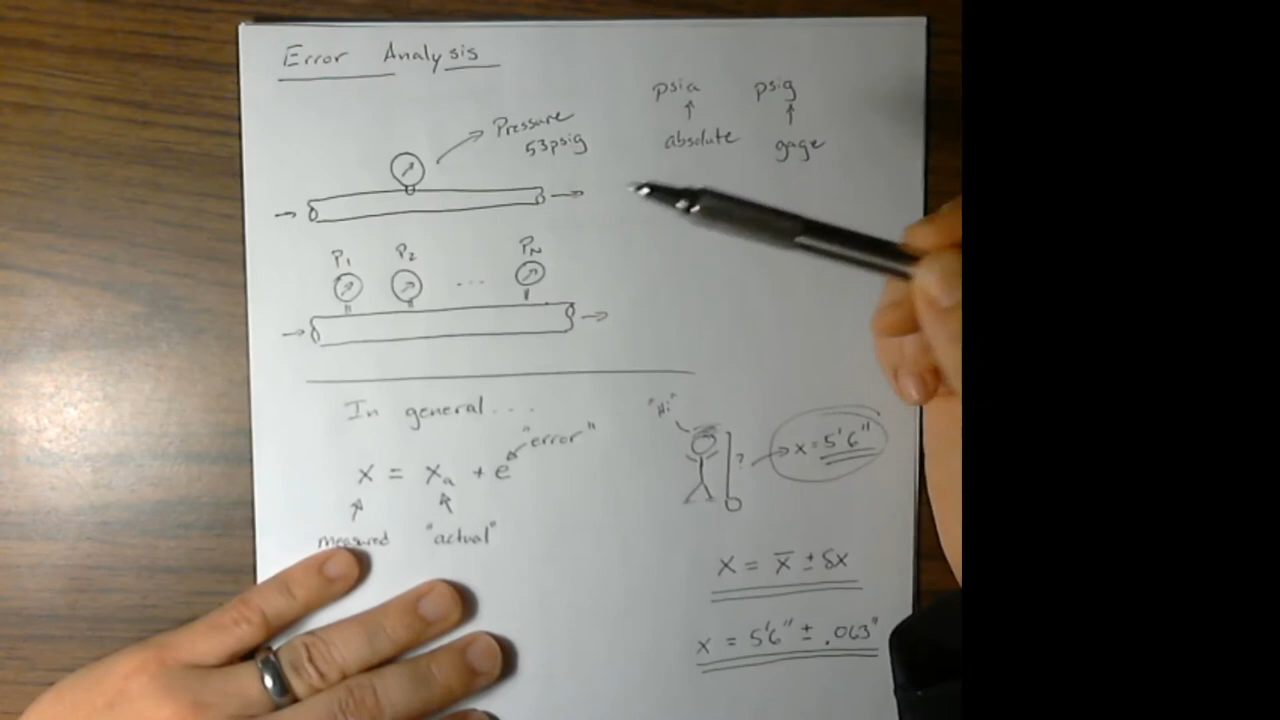 Error Analysis
psia psig
absolute gage
Pressure
53psig
P1 P2 ... PN
In general...
"error"
x = xa + e
measured "actual"
"Hi"
?
x = 5'6"
x = x̄ ± δx
x = 5'6" ± .063"